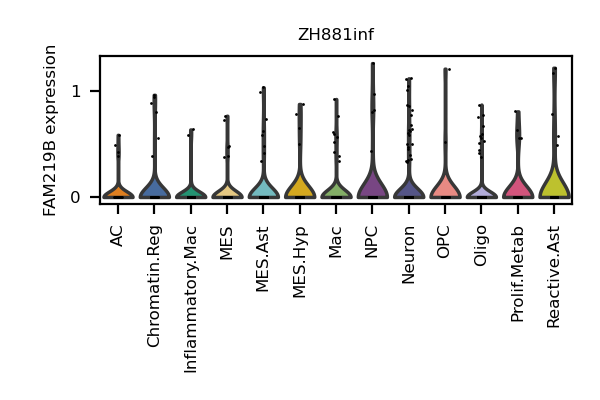 ZH881inf
FAM219B expression
1
0
AC
Chromatin.Reg
Inflammatory.Mac
MES
MES.Ast
MES.Hyp
Mac
NPC
Neuron
OPC
Oligo
Prolif.Metab
Reactive.Ast